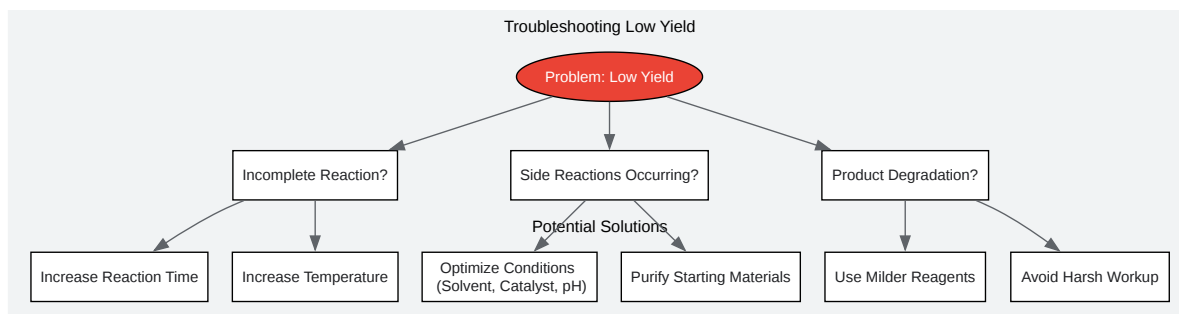 Troubleshooting Low Yield
Problem: Low Yield
Incomplete Reaction?
Side Reactions Occurring?
Product Degradation?
Potential Solutions
Increase Reaction Time
Increase Temperature
Optimize Conditions
(Solvent, Catalyst, pH)
Purify Starting Materials
Use Milder Reagents
Avoid Harsh Workup